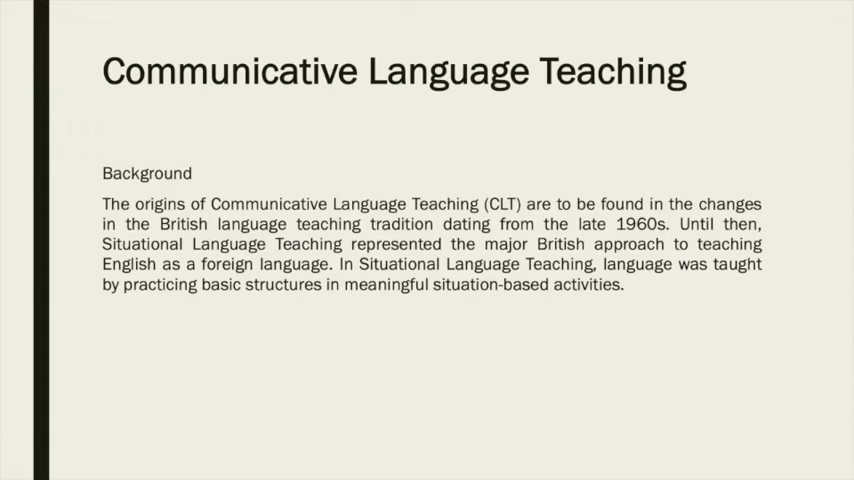 Communicative Language Teaching
Background
The origins of Communicative Language Teaching (CLT) are to be found in the changes
in the British language teaching tradition dating from the late 1960s. Until then,
Situational Language Teaching represented the major British approach to teaching
English as a foreign language. In Situational Language Teaching, language was taught
by practicing basic structures in meaningful situation-based activities.